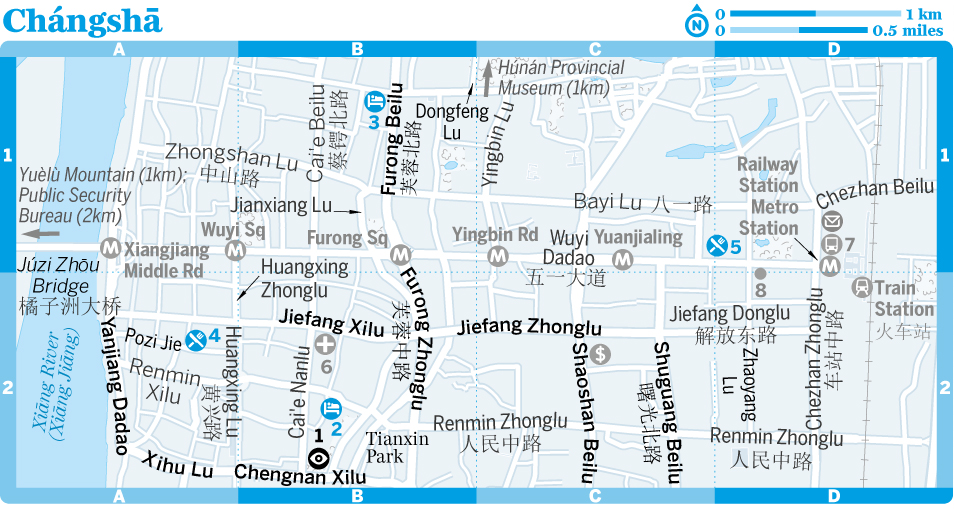 Chángshā
N
0 1 km
0 0.5 miles
A B C D
1
1
2
2
Húnán Provincial
Museum (1km)
3
Cai'e Beilu
蔡锷北路
Furong Beilu
芙蓉北路
Dongfeng
Lu
Yingbin Lu
Zhongshan Lu
中山路
Yuèlù Mountain (1km);
Public Security
Bureau (2km)
Jianxiang Lu
Bayi Lu 八一路
Railway
Station
Metro
Station
Chezhan Beilu
Wuyi Sq
Furong Sq
Yingbin Rd
Wuyi
Dadao
五一大道
Yuanjialing
5
7
M
M
M
M
M
M
Xiangjiang
Middle Rd
Júzi Zhōu
Bridge
橘子洲大桥
Huangxing
Zhonglu
8
Train
Station
火车站
Furong Zhonglu
芙蓉中路
Jiefang Xilu
Jiefang Zhonglu
Jiefang Donglu
解放东路
Chezhan Zhonglu
车站中路
Xiāng River
(Xiāng Jiāng)
Yanjiang Dadao
Pozi Jie
4
Huangxing Lu
黄兴路
Renmin
Xilu
Cai'e Nanlu
6
$
Shaoshan Beilu
Shuguang Beilu
曙光北路
Zhaoyang
Lu
2
1
Tianxin
Park
Renmin Zhonglu
人民中路
Renmin Zhonglu
人民中路
Xihu Lu
Chengnan Xilu
A B C D